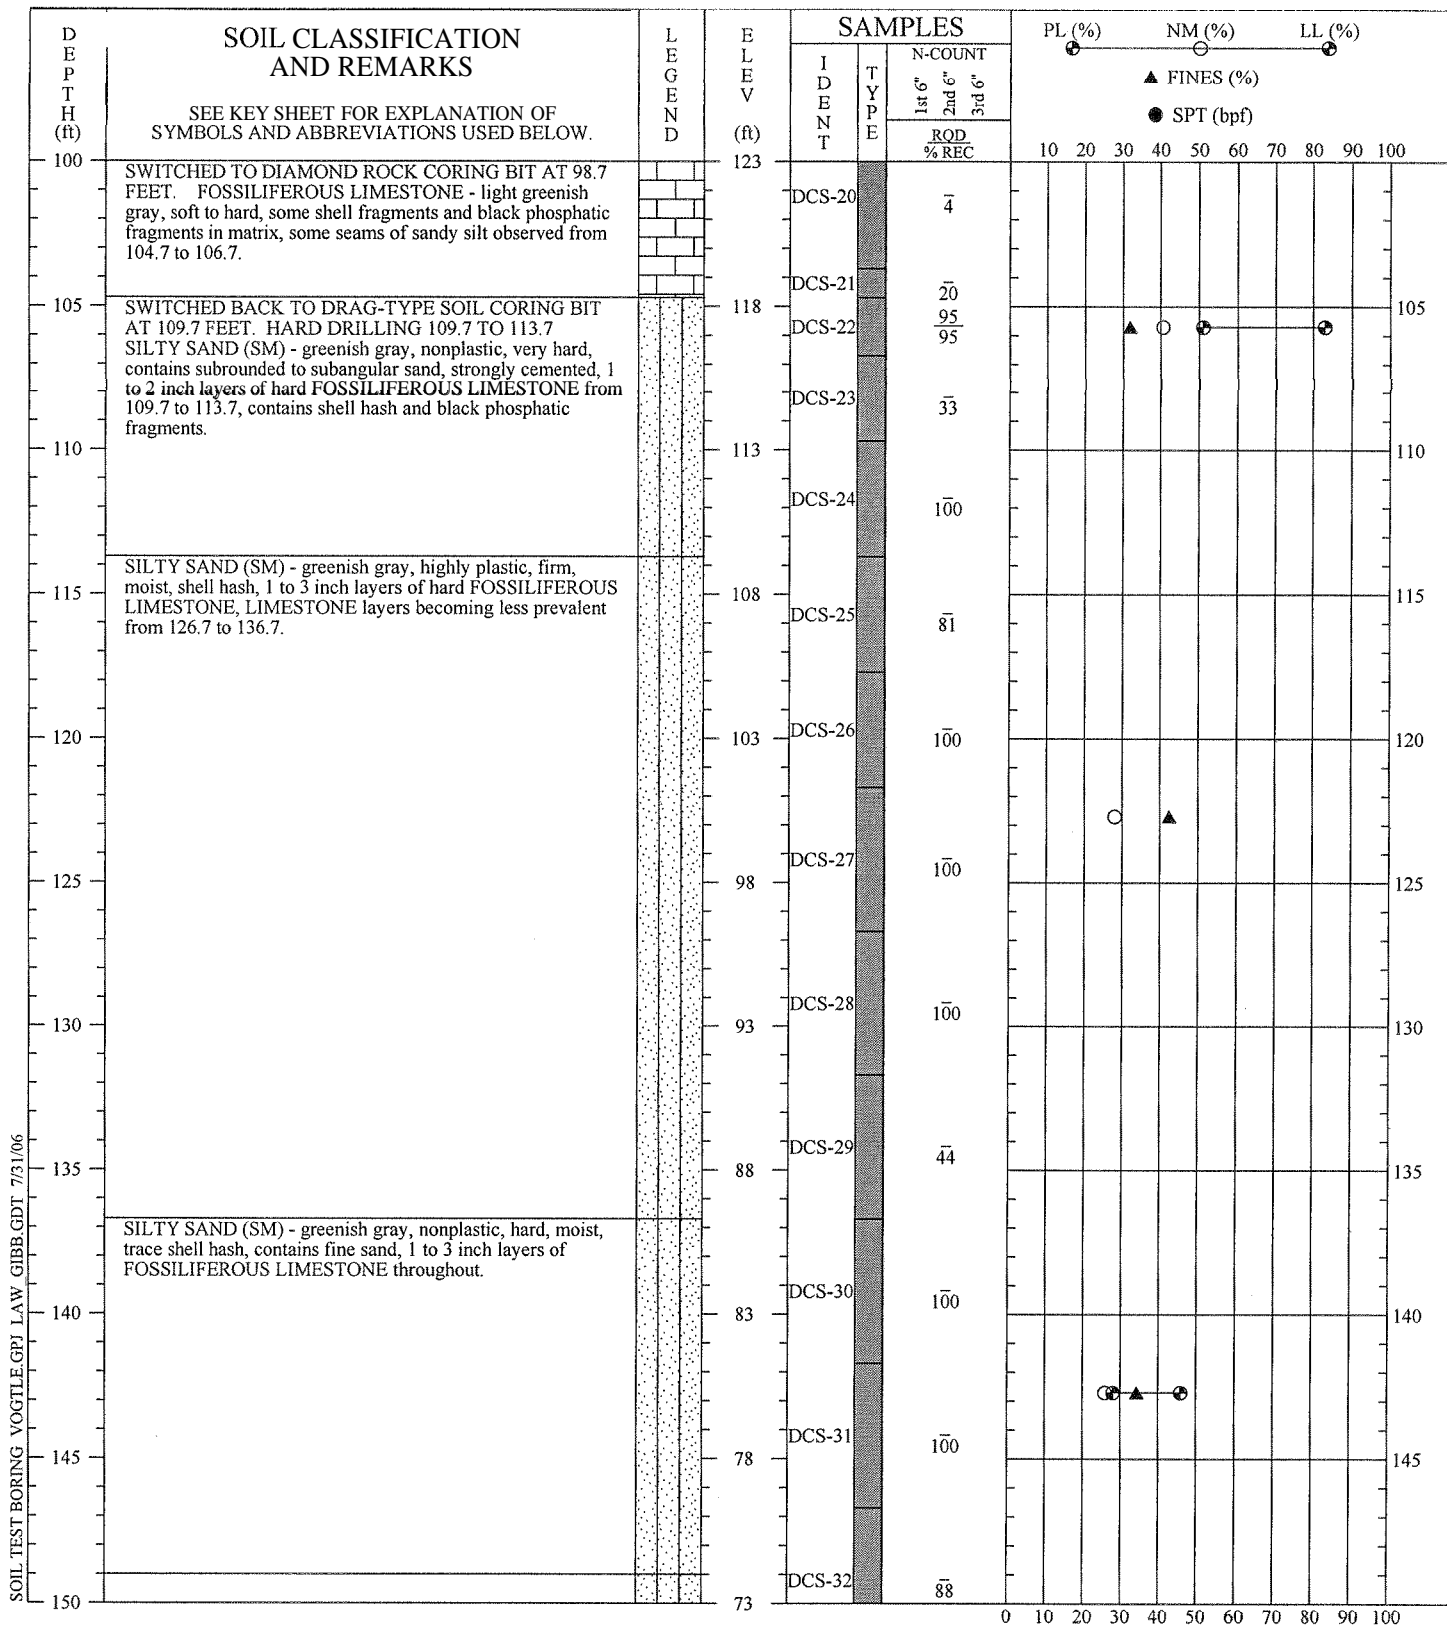 DEPTH (ft)
SOIL CLASSIFICATION
AND REMARKS
SEE KEY SHEET FOR EXPLANATION OF
SYMBOLS AND ABBREVIATIONS USED BELOW.
LEGEND
ELEV (ft)
SAMPLES
IDENT
TYPE
N-COUNT
1st 6"
2nd 6"
3rd 6"
RQD
% REC
PL (%) NM (%) LL (%)
▲ FINES (%)
● SPT (bpf)
10 20 30 40 50 60 70 80 90 100
100
SWITCHED TO DIAMOND ROCK CORING BIT AT 98.7
FEET. FOSSILIFEROUS LIMESTONE - light greenish
gray, soft to hard, some shell fragments and black phosphatic
fragments in matrix, some seams of sandy silt observed from
104.7 to 106.7.
123
DCS-20 4
DCS-21 20
105
SWITCHED BACK TO DRAG-TYPE SOIL CORING BIT
AT 109.7 FEET. HARD DRILLING 109.7 TO 113.7
SILTY SAND (SM) - greenish gray, nonplastic, very hard,
contains subrounded to subangular sand, strongly cemented, 1
to 2 inch layers of hard FOSSILIFEROUS LIMESTONE from
109.7 to 113.7, contains shell hash and black phosphatic
fragments.
118
DCS-22 95
95
105
DCS-23 33
110 113 110
DCS-24 100
SILTY SAND (SM) - greenish gray, highly plastic, firm,
moist, shell hash, 1 to 3 inch layers of hard FOSSILIFEROUS
LIMESTONE, LIMESTONE layers becoming less prevalent
from 126.7 to 136.7.
115 108 115
DCS-25 81
120 103 120
DCS-26 100
DCS-27 100
125 98 125
DCS-28 100
130 93 130
DCS-29 44
135 88 135
SILTY SAND (SM) - greenish gray, nonplastic, hard, moist,
trace shell hash, contains fine sand, 1 to 3 inch layers of
FOSSILIFEROUS LIMESTONE throughout.
DCS-30 100
140 83 140
DCS-31 100
145 78 145
DCS-32 88
150 73
0 10 20 30 40 50 60 70 80 90 100
SOIL TEST BORING VOGTLE.GPJ LAW_GIBB.GDT 7/31/06